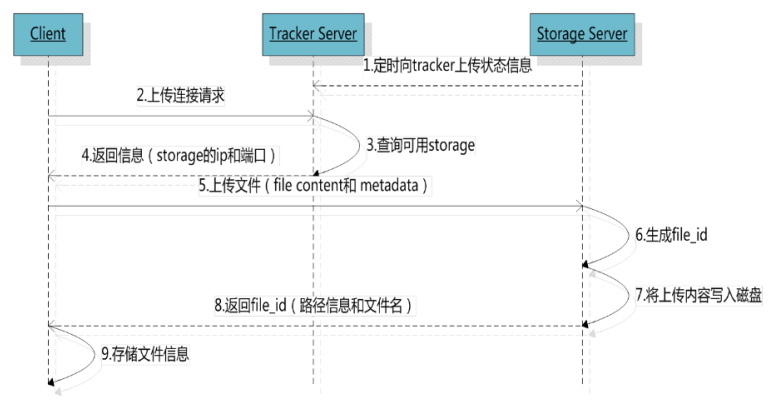 Client
Tracker Server
Storage Server
1.定时向tracker上传状态信息
2.上传连接请求
3.查询可用storage
4.返回信息（storage的ip和端口）
5.上传文件（file content和 metadata）
6.生成file_id
7.将上传内容写入磁盘
8.返回file_id（路径信息和文件名）
9.存储文件信息